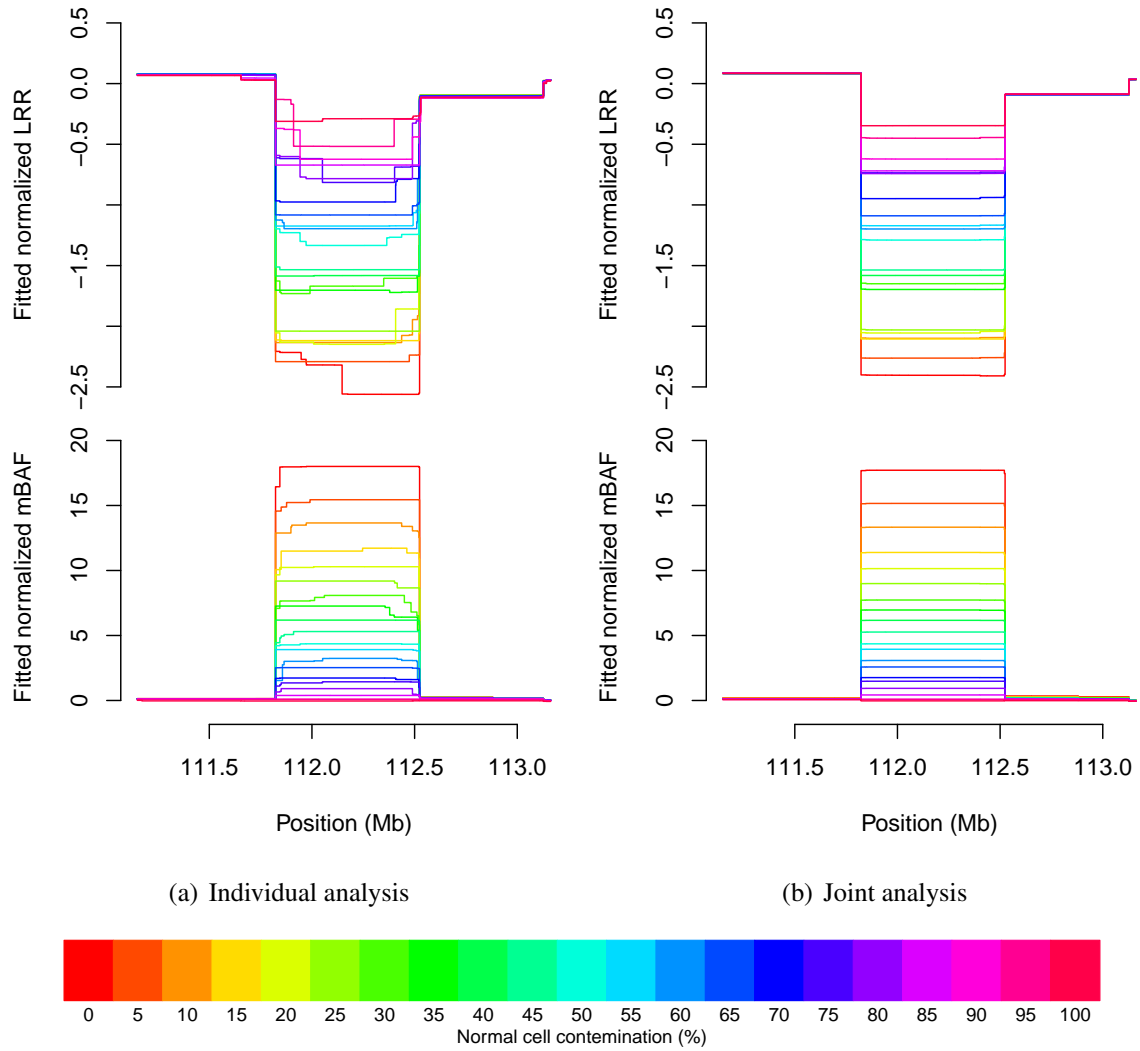 0.5
0.0
−0.5
−1.5
−2.5
Fitted normalized LRR
0.5
0.0
−0.5
−1.5
−2.5
Fitted normalized LRR
20
15
10
5
0
Fitted normalized mBAF
20
15
10
5
0
Fitted normalized mBAF
111.5 112.0 112.5 113.0
Position (Mb)
111.5 112.0 112.5 113.0
Position (Mb)
(a) Individual analysis
(b) Joint analysis
0 5 10 15 20 25 30 35 40 45 50 55 60 65 70 75 80 85 90 95 100
Normal cell contemination (%)